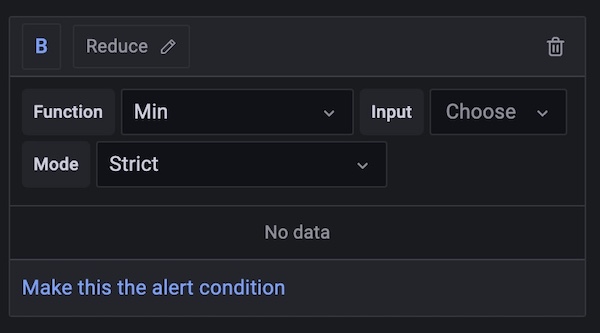 B Reduce
Function Min Input Choose
Mode Strict
No data
Make this the alert condition